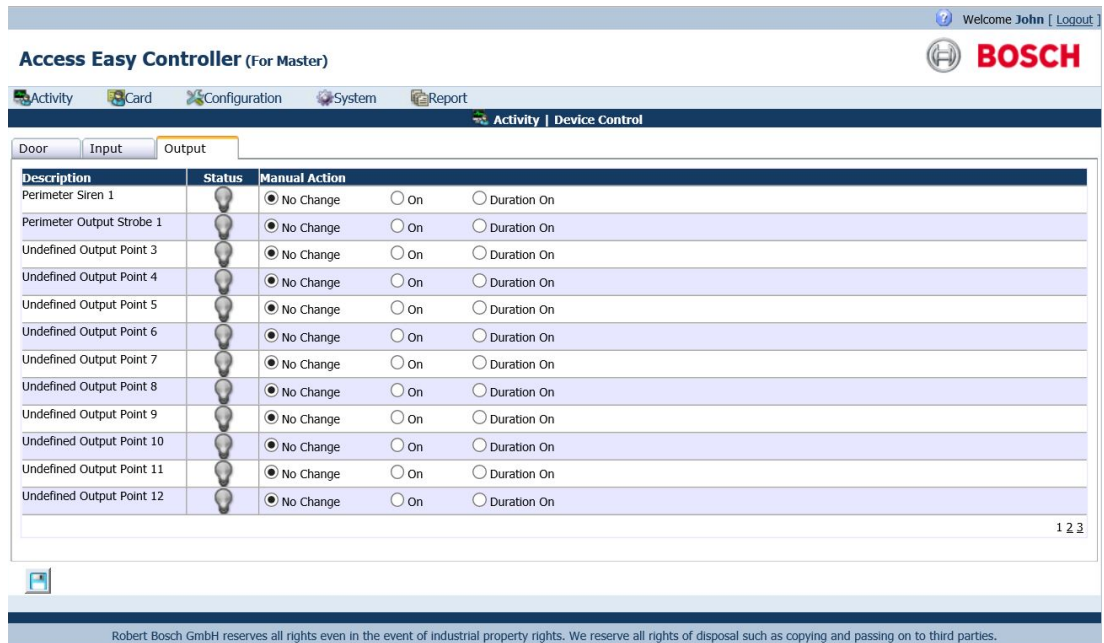 Welcome John [ Logout ]
Access Easy Controller (For Master)
BOSCH
Activity Card Configuration System Report
Activity | Device Control
Door Input Output
Description Status Manual Action
Perimeter Siren 1 No Change On Duration On
Perimeter Output Strobe 1 No Change On Duration On
Undefined Output Point 3 No Change On Duration On
Undefined Output Point 4 No Change On Duration On
Undefined Output Point 5 No Change On Duration On
Undefined Output Point 6 No Change On Duration On
Undefined Output Point 7 No Change On Duration On
Undefined Output Point 8 No Change On Duration On
Undefined Output Point 9 No Change On Duration On
Undefined Output Point 10 No Change On Duration On
Undefined Output Point 11 No Change On Duration On
Undefined Output Point 12 No Change On Duration On
1 2 3
Robert Bosch GmbH reserves all rights even in the event of industrial property rights. We reserve all rights of disposal such as copying and passing on to third parties.